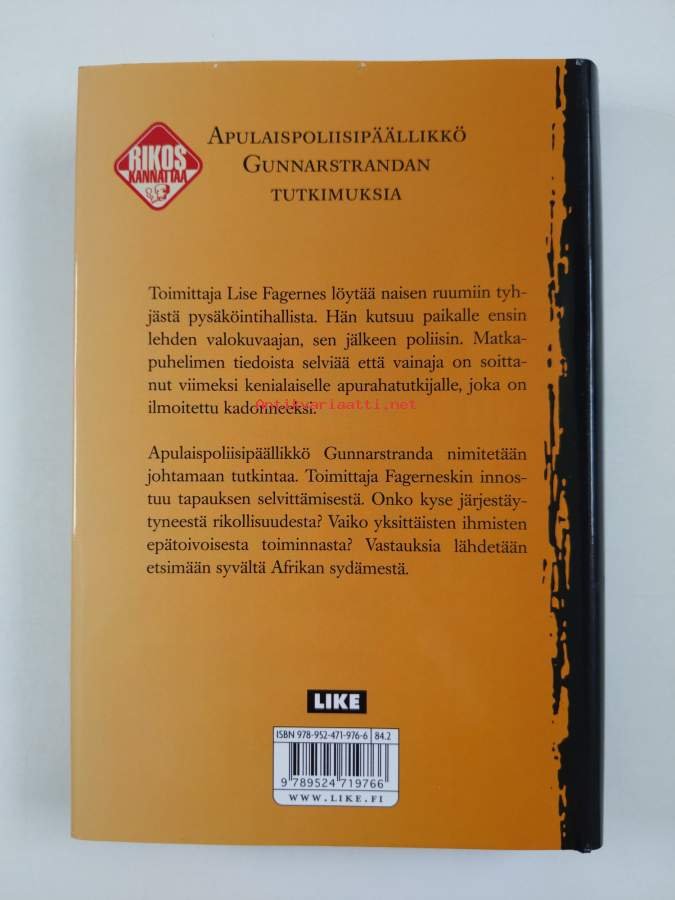 RIKOS
KANNATTAA
APULAISPOLIISIPÄÄLLIKKÖ
GUNNARSTRANDAN
TUTKIMUKSIA
Toimittaja Lise Fagernes löytää naisen ruumiin tyh-
jästä pysäköintihallista. Hän kutsuu paikalle ensin
lehden valokuvaajan, sen jälkeen poliisin. Matka-
puhelimen tiedoista selviää että vainaja on soitta-
nut viimeksi kenialaiselle apurahatutkijalle, joka on
ilmoitettu kadonneeksi.
Antikvariaatti.net
Apulaispoliisipäällikkö Gunnarstranda nimitetään
johtamaan tutkintaa. Toimittaja Fagerneskin innos-
tuu tapauksen selvittämisestä. Onko kyse järjestäy-
tyneestä rikollisuudesta? Vaiko yksittäisten ihmisten
epätoivoisesta toiminnasta? Vastauksia lähdetään
etsimään syvältä Afrikan sydämestä.
LIKE
ISBN 978-952-471-976-6 84.2
9 789524 719766
WWW.LIKE.FI